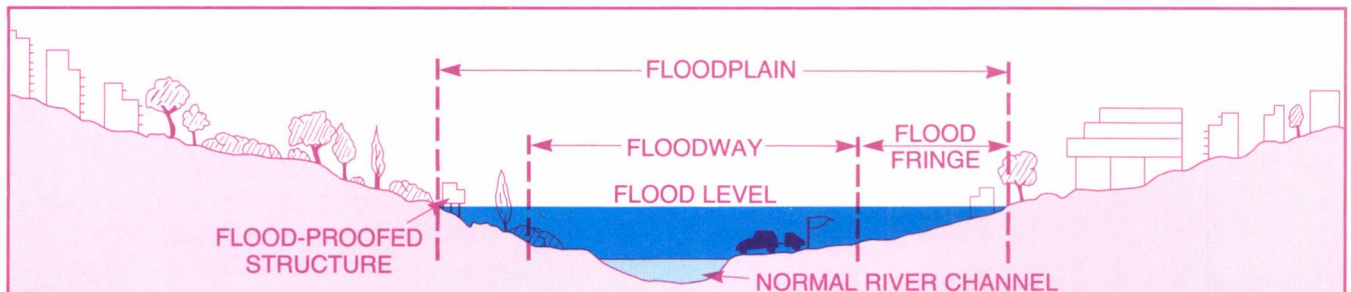 FLOODPLAIN
FLOODWAY
FLOOD
FRINGE
FLOOD LEVEL
FLOOD-PROOFED
STRUCTURE
NORMAL RIVER CHANNEL